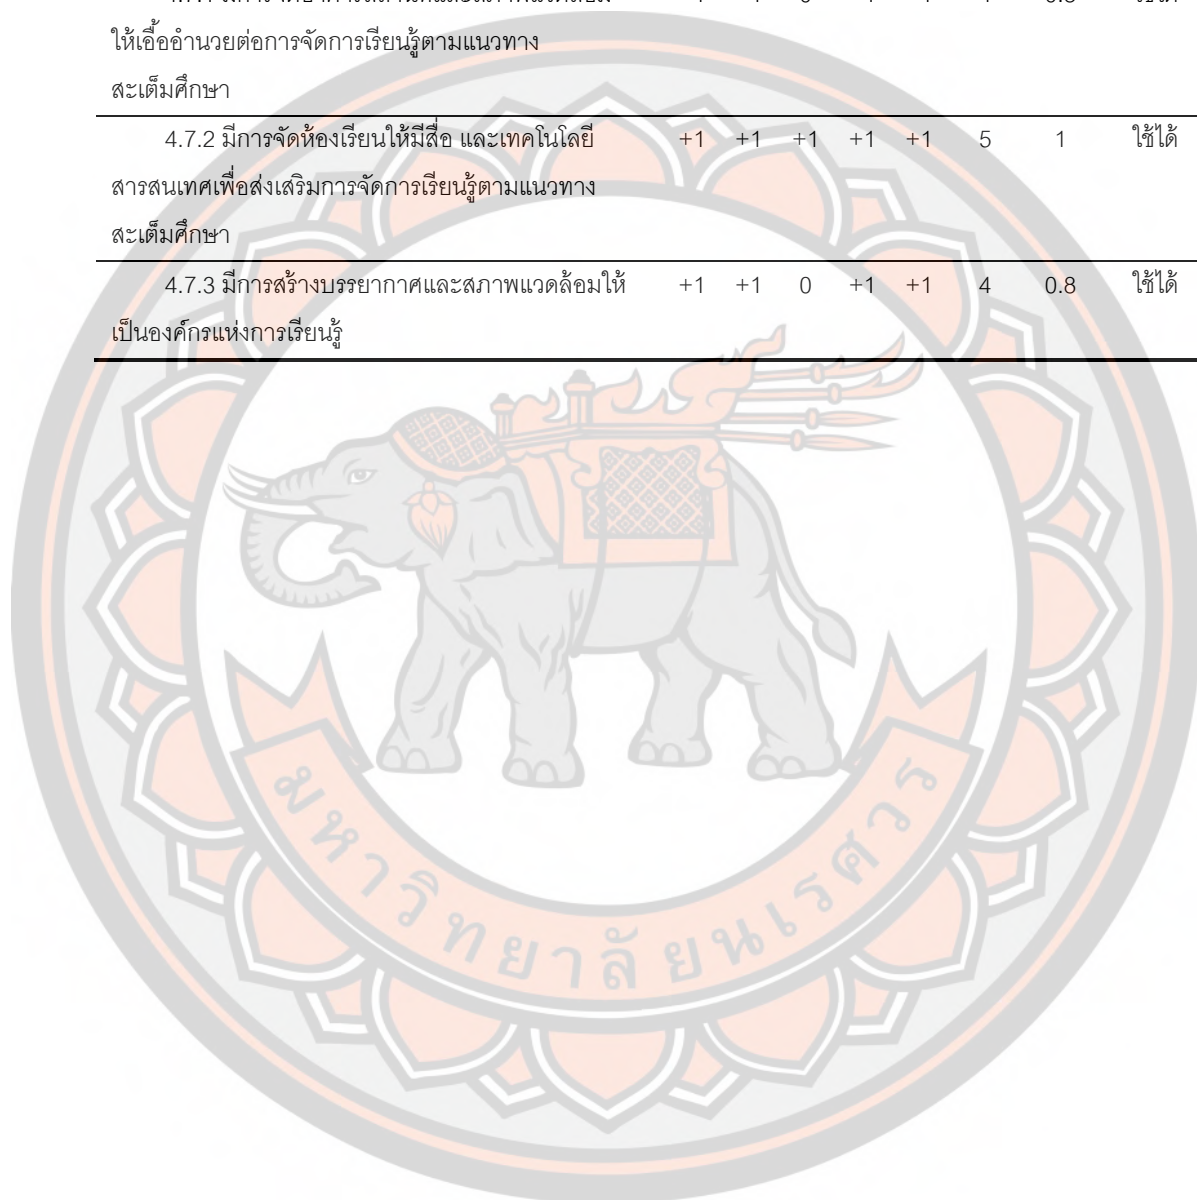 ให้เอื้ออำนวยต่อการจัดการเรียนรู้ตามแนวทาง
สะเต็มศึกษา
4.7.2 มีการจัดห้องเรียนให้มีสื่อ และเทคโนโลยี +1 +1 +1 +1 +1 5 1 ใช้ได้
สารสนเทศเพื่อส่งเสริมการจัดการเรียนรู้ตามแนวทาง
สะเต็มศึกษา
4.7.3 มีการสร้างบรรยากาศและสภาพแวดล้อมให้ +1 +1 0 +1 +1 4 0.8 ใช้ได้
เป็นองค์กรแห่งการเรียนรู้
มหาวิทยาลัยนเรศวร